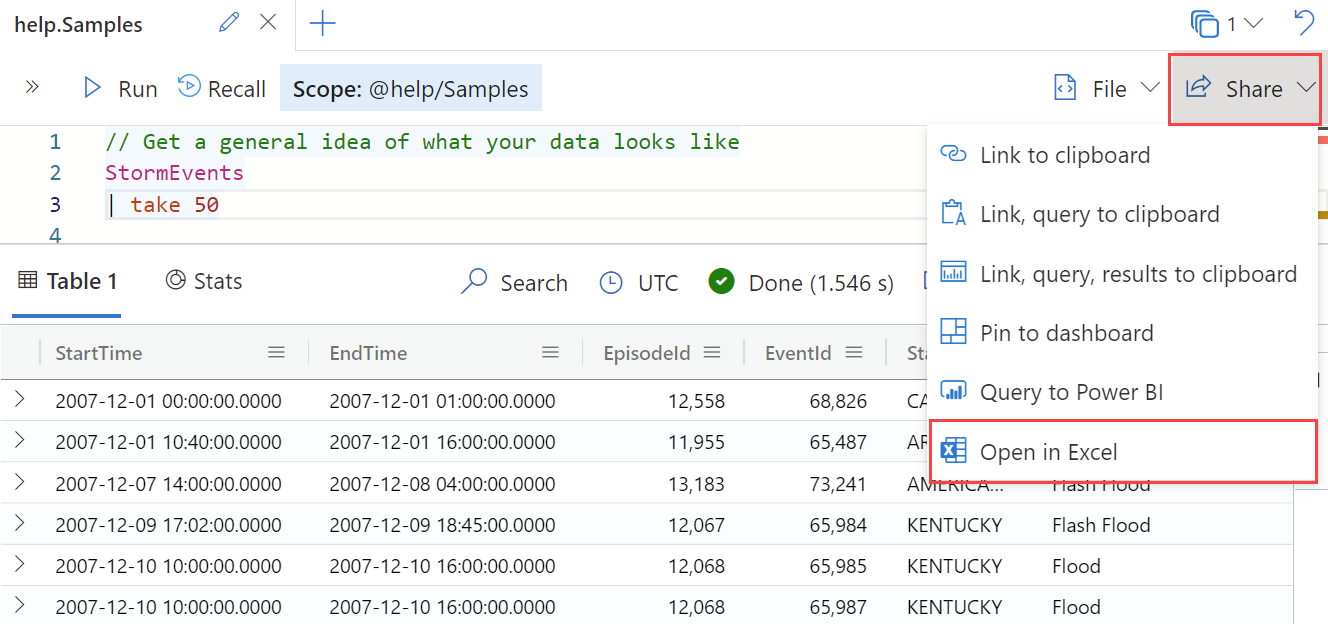 help.Samples 1
Run Recall Scope: @help/Samples File Share
1 // Get a general idea of what your data looks like
2 StormEvents
3 | take 50
4
Link to clipboard
Link, query to clipboard
Link, query, results to clipboard
Pin to dashboard
Query to Power BI
Open in Excel
Table 1 Stats Search UTC Done (1.546 s)
StartTime EndTime EpisodeId EventId
2007-12-01 00:00:00.0000 2007-12-01 01:00:00.0000 12,558 68,826
2007-12-01 10:40:00.0000 2007-12-01 16:00:00.0000 11,955 65,487
2007-12-07 14:00:00.0000 2007-12-08 04:00:00.0000 13,183 73,241 AMERICA... Flash Flood
2007-12-09 17:02:00.0000 2007-12-09 18:45:00.0000 12,067 65,984 KENTUCKY Flash Flood
2007-12-10 10:00:00.0000 2007-12-10 16:00:00.0000 12,068 65,985 KENTUCKY Flood
2007-12-10 10:00:00.0000 2007-12-10 16:00:00.0000 12,068 65,987 KENTUCKY Flood